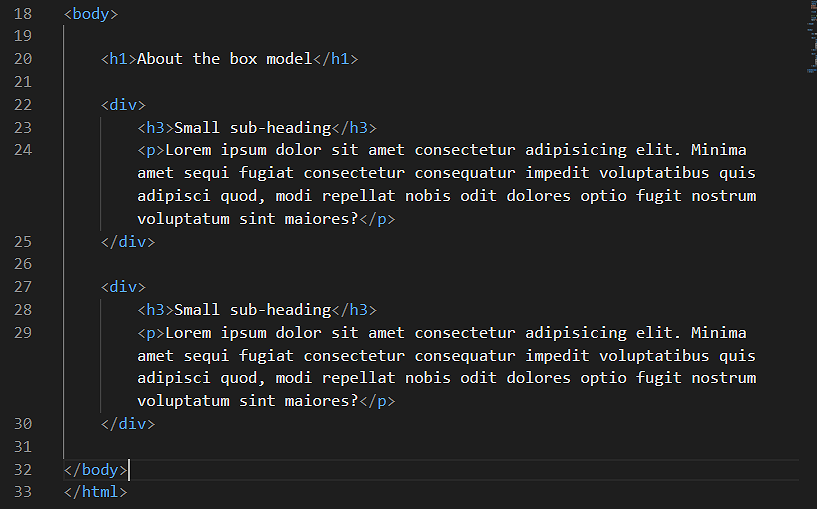 18 <body>
19
20 <h1>About the box model</h1>
21
22 <div>
23 <h3>Small sub-heading</h3>
24 <p>Lorem ipsum dolor sit amet consectetur adipisicing elit. Minima
amet sequi fugiat consectetur consequatur impedit voluptatibus quis
adipisci quod, modi repellat nobis odit dolores optio fugit nostrum
voluptatum sint maiores?</p>
25 </div>
26
27 <div>
28 <h3>Small sub-heading</h3>
29 <p>Lorem ipsum dolor sit amet consectetur adipisicing elit. Minima
amet sequi fugiat consectetur consequatur impedit voluptatibus quis
adipisci quod, modi repellat nobis odit dolores optio fugit nostrum
voluptatum sint maiores?</p>
30 </div>
31
32 </body>
33 </html>